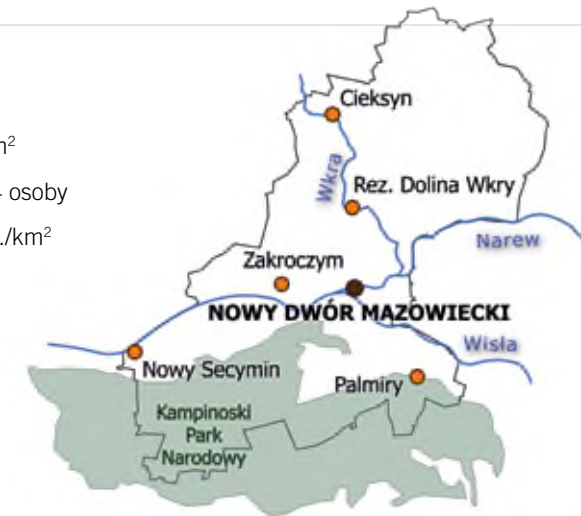 Cieksyn
m²
Wkra
osoby
Rez. Dolina Wkry
./km²
Narew
Zakroczym
NOWY DWÓR MAZOWIECKI
Wisła
Nowy Secymin
Palmiry
Kampinoski
Park
Narodowy